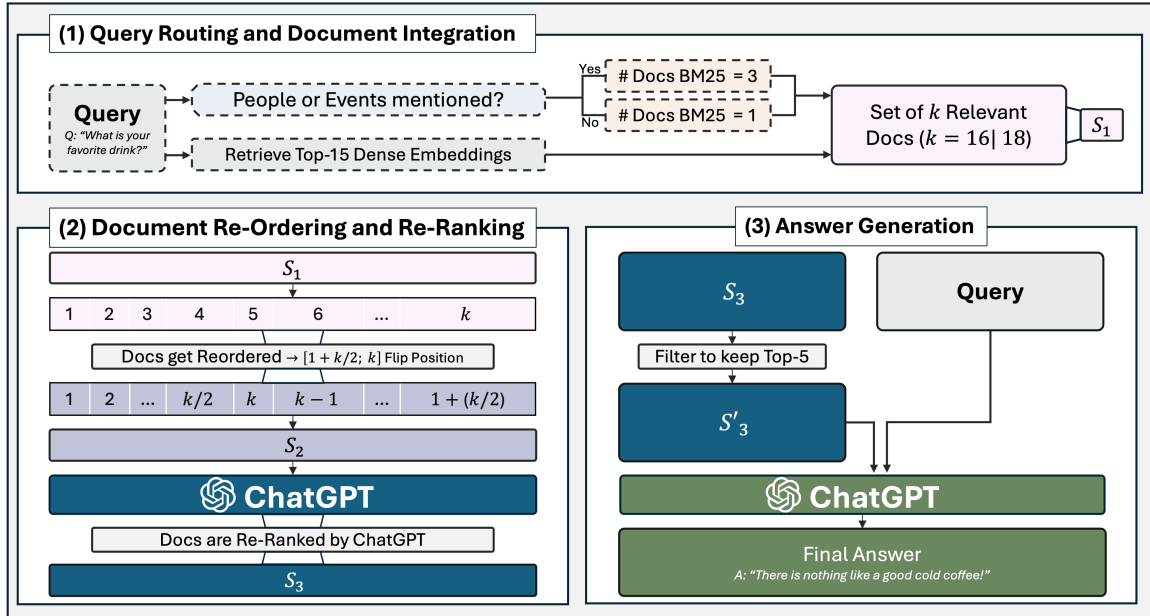 (1) Query Routing and Document Integration
Query
Q: “What is your
favorite drink?”
People or Events mentioned?
Yes
No
# Docs BM25 = 3
# Docs BM25 = 1
Retrieve Top-15 Dense Embeddings
Set of k Relevant
Docs (k = 16| 18)
S₁
(2) Document Re-Ordering and Re-Ranking
S₁
1 2 3 4 5 6 ... k
Docs get Reordered → [1 + k/2; k] Flip Position
1 2 ... k/2 k k − 1 ... 1 + (k/2)
S₂
ChatGPT
Docs are Re-Ranked by ChatGPT
S₃
(3) Answer Generation
S₃
Query
Filter to keep Top-5
S′₃
ChatGPT
Final Answer
A: “There is nothing like a good cold coffee!”